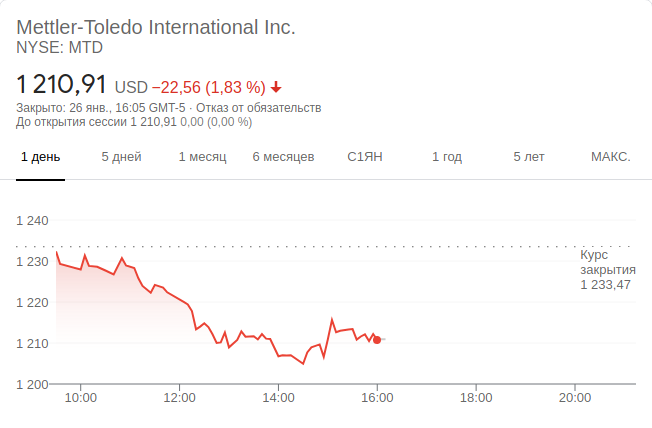 Mettler-Toledo International Inc.
NYSE: MTD
1 210,91 USD −22,56 (1,83 %)
Закрыто: 26 янв., 16:05 GMT-5 · Отказ от обязательств
До открытия сессии 1 210,91 0,00 (0,00 %)
1 день 5 дней 1 месяц 6 месяцев С1ЯН 1 год 5 лет МАКС.
1 240
1 230
1 220
1 210
1 200
Курс
закрытия
1 233,47
10:00 12:00 14:00 16:00 18:00 20:00